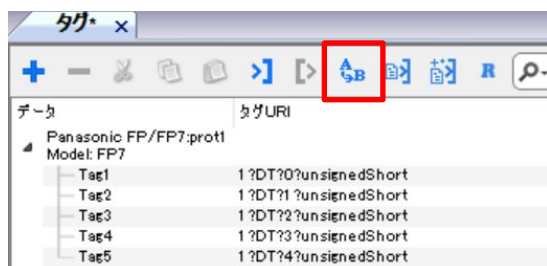 タグ* x
A B
R
データ タグURI
Panasonic FP/FP7:prot1
Model: FP7
Tag1 1?DT?0?unsignedShort
Tag2 1?DT?1?unsignedShort
Tag3 1?DT?2?unsignedShort
Tag4 1?DT?3?unsignedShort
Tag5 1?DT?4?unsignedShort